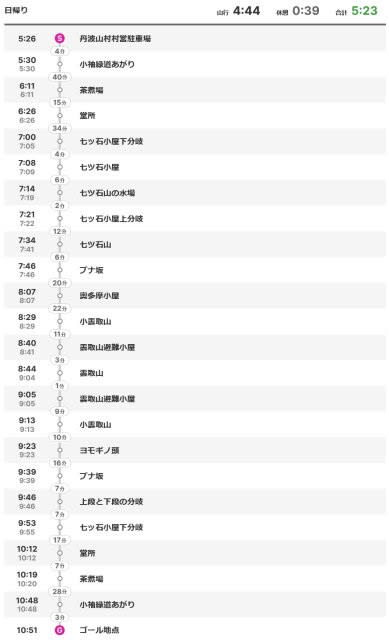 日帰り 山行 4:44 休憩 0:39 合計 5:23
5:26 S 丹波山村村営駐車場
4分
5:30 小袖緑道あがり
5:30
40分
6:11 茶煮場
6:11
15分
6:26 堂所
6:26
34分
7:00 七ッ石小屋下分岐
7:05
4分
7:08 七ツ石小屋
7:09
6分
7:14 七ツ石山の水場
7:19
2分
7:21 七ッ石小屋上分岐
7:22
12分
7:34 七ツ石山
7:41
6分
7:46 ブナ坂
7:46
20分
8:07 奥多摩小屋
8:07
22分
8:29 小雲取山
8:29
11分
8:40 雲取山避難小屋
8:41
3分
8:44 雲取山
9:04
1分
9:05 雲取山避難小屋
9:05
9分
9:13 小雲取山
9:13
10分
9:23 ヨモギノ頭
9:23
16分
9:39 ブナ坂
9:39
7分
9:46 上段と下段の分岐
9:46
7分
9:53 七ッ石小屋下分岐
9:55
17分
10:12 堂所
10:12
7分
10:19 茶煮場
10:20
28分
10:48 小袖緑道あがり
10:48
3分
10:51 G ゴール地点